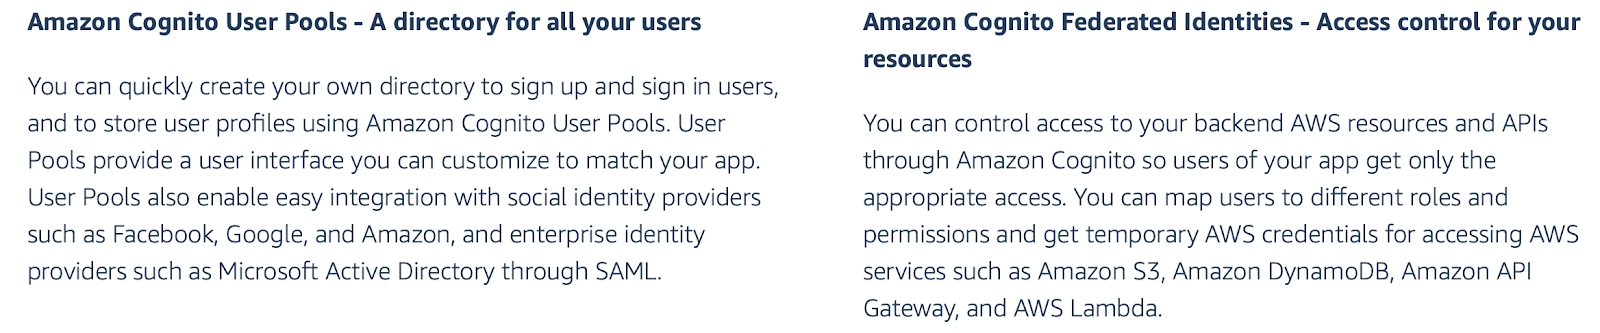 Amazon Cognito User Pools - A directory for all your users
You can quickly create your own directory to sign up and sign in users,
and to store user profiles using Amazon Cognito User Pools. User
Pools provide a user interface you can customize to match your app.
User Pools also enable easy integration with social identity providers
such as Facebook, Google, and Amazon, and enterprise identity
providers such as Microsoft Active Directory through SAML.
Amazon Cognito Federated Identities - Access control for your
resources
You can control access to your backend AWS resources and APIs
through Amazon Cognito so users of your app get only the
appropriate access. You can map users to different roles and
permissions and get temporary AWS credentials for accessing AWS
services such as Amazon S3, Amazon DynamoDB, Amazon API
Gateway, and AWS Lambda.